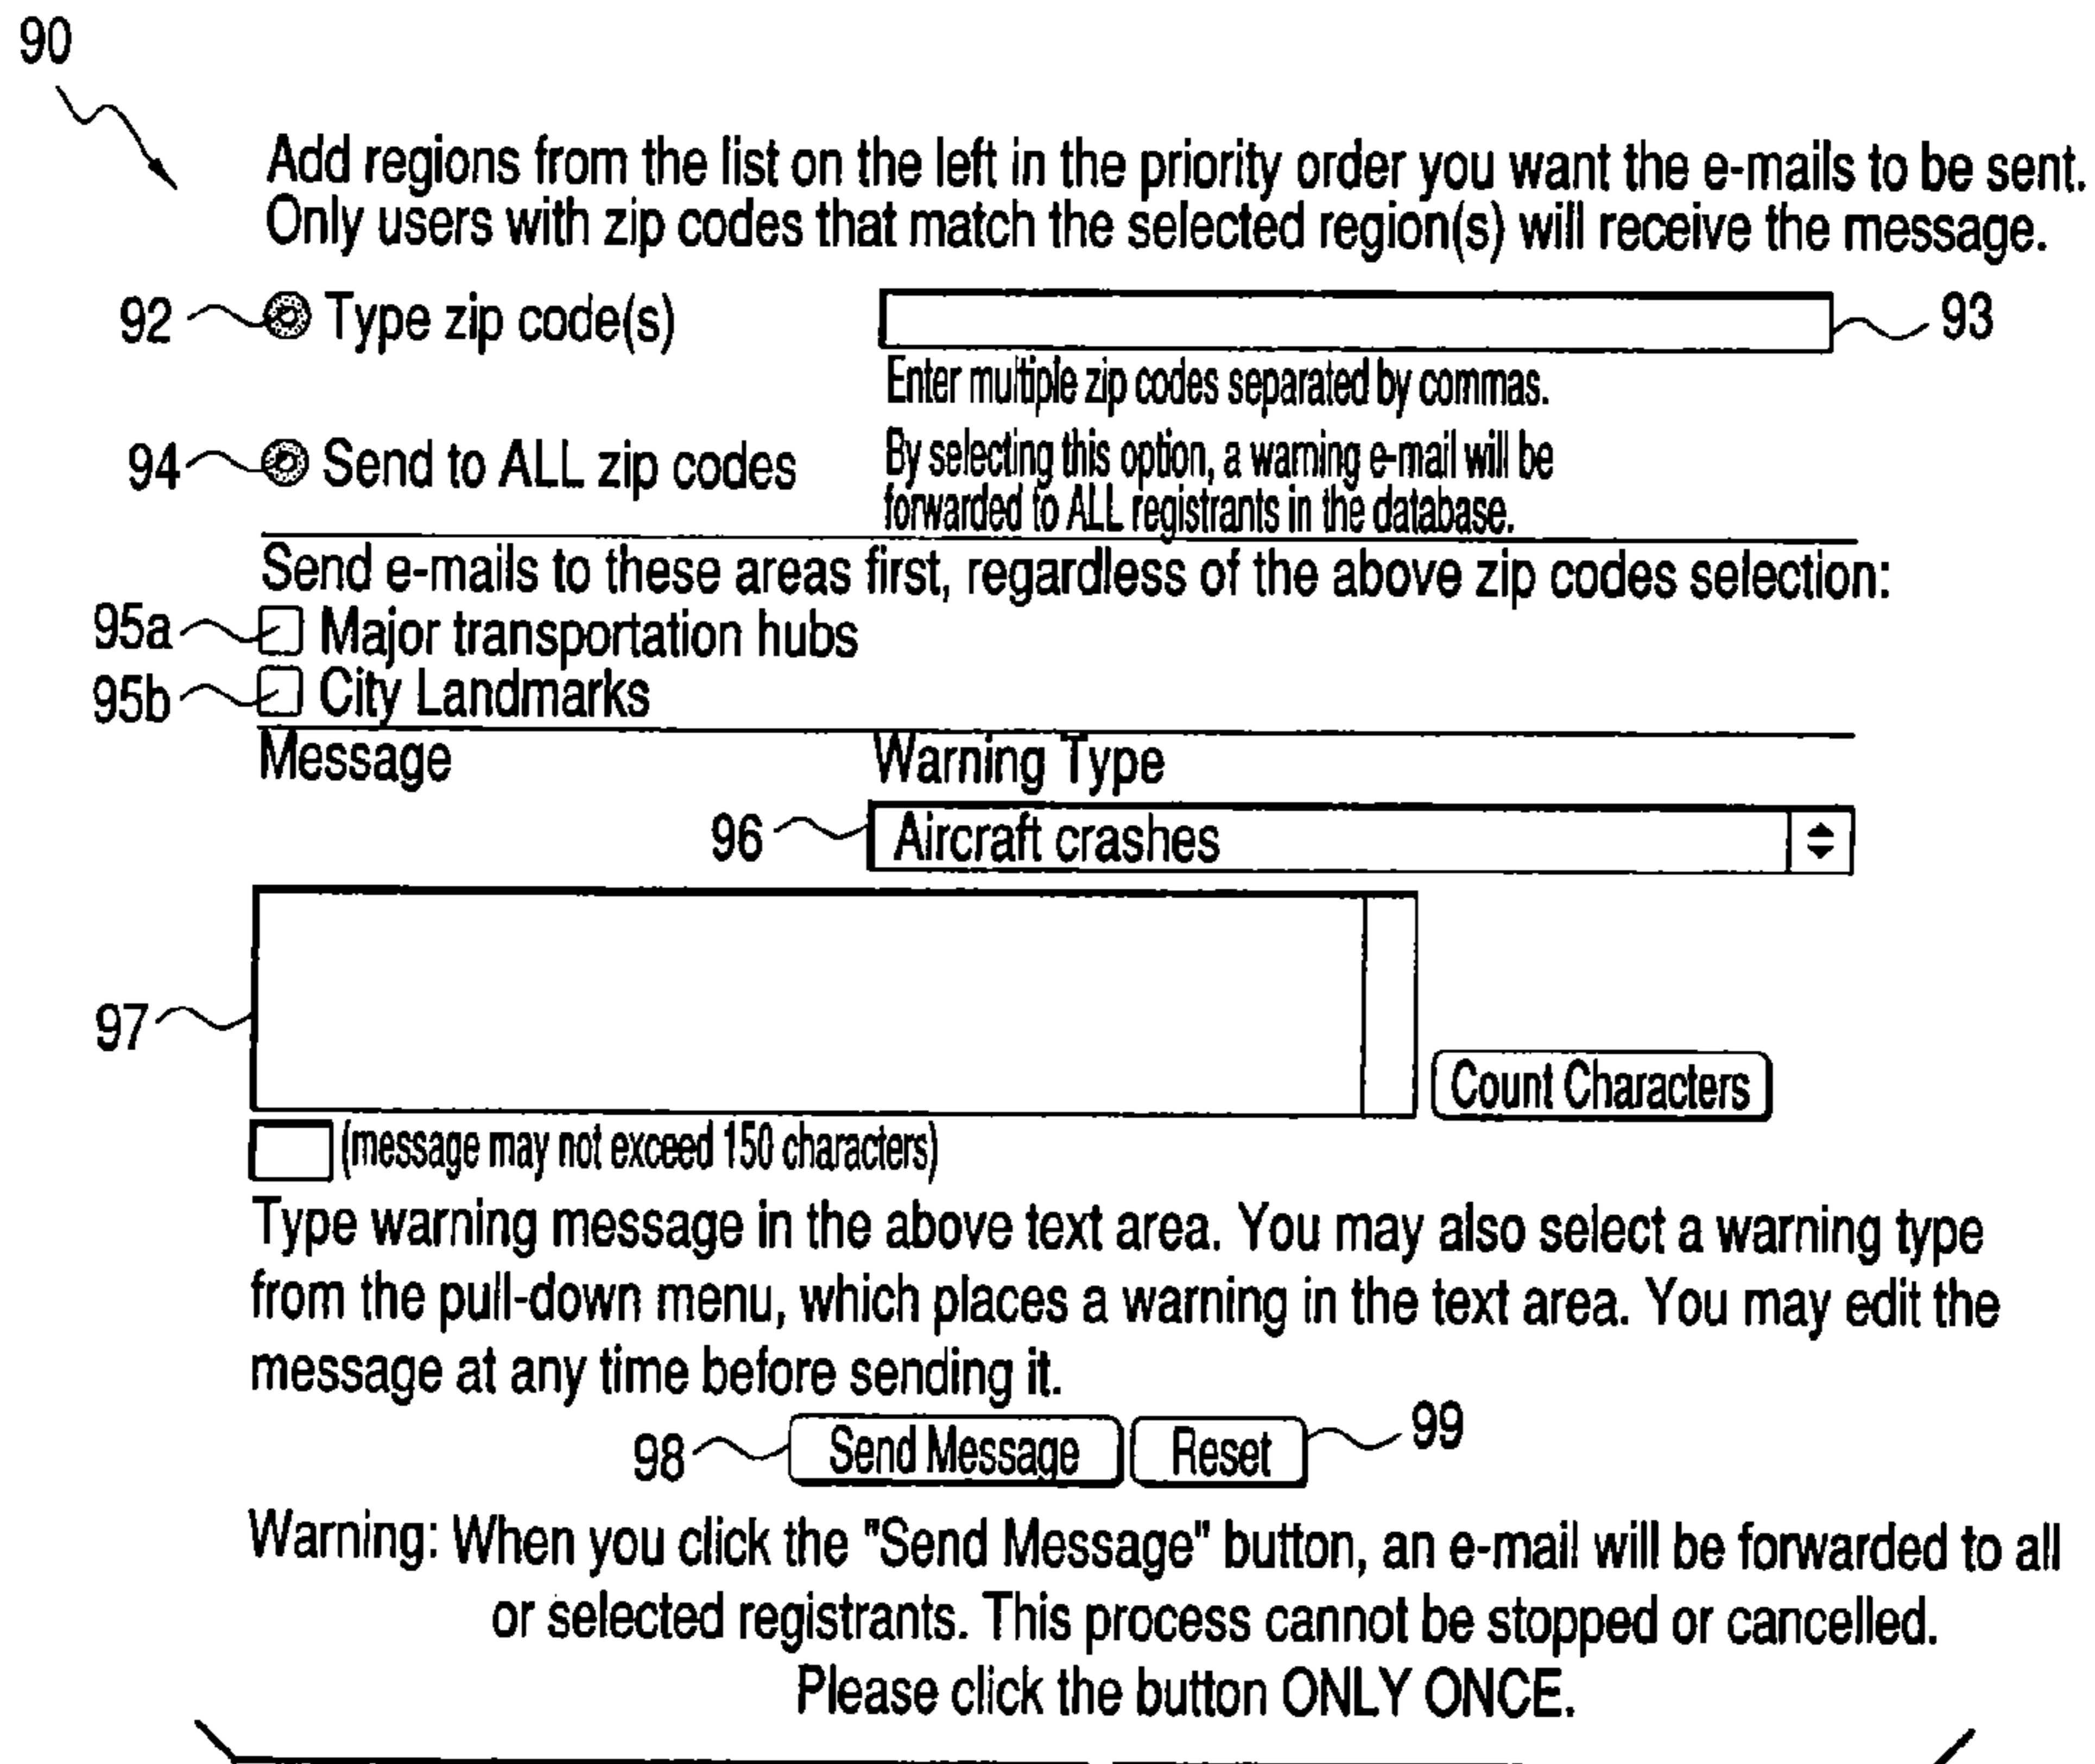 90
Add regions from the list on the left in the priority order you want the e-mails to be sent.
Only users with zip codes that match the selected region(s) will receive the message.
92 Type zip code(s) 93
Enter multiple zip codes separated by commas.
94 Send to ALL zip codes By selecting this option, a warning e-mail will be
forwarded to ALL registrants in the database.
Send e-mails to these areas first, regardless of the above zip codes selection:
95a Major transportation hubs
95b City Landmarks
Message Warning Type
96 Aircraft crashes
97
Count Characters
(message may not exceed 150 characters)
Type warning message in the above text area. You may also select a warning type
from the pull-down menu, which places a warning in the text area. You may edit the
message at any time before sending it.
98 Send Message Reset 99
Warning: When you click the "Send Message" button, an e-mail will be forwarded to all
or selected registrants. This process cannot be stopped or cancelled.
Please click the button ONLY ONCE.